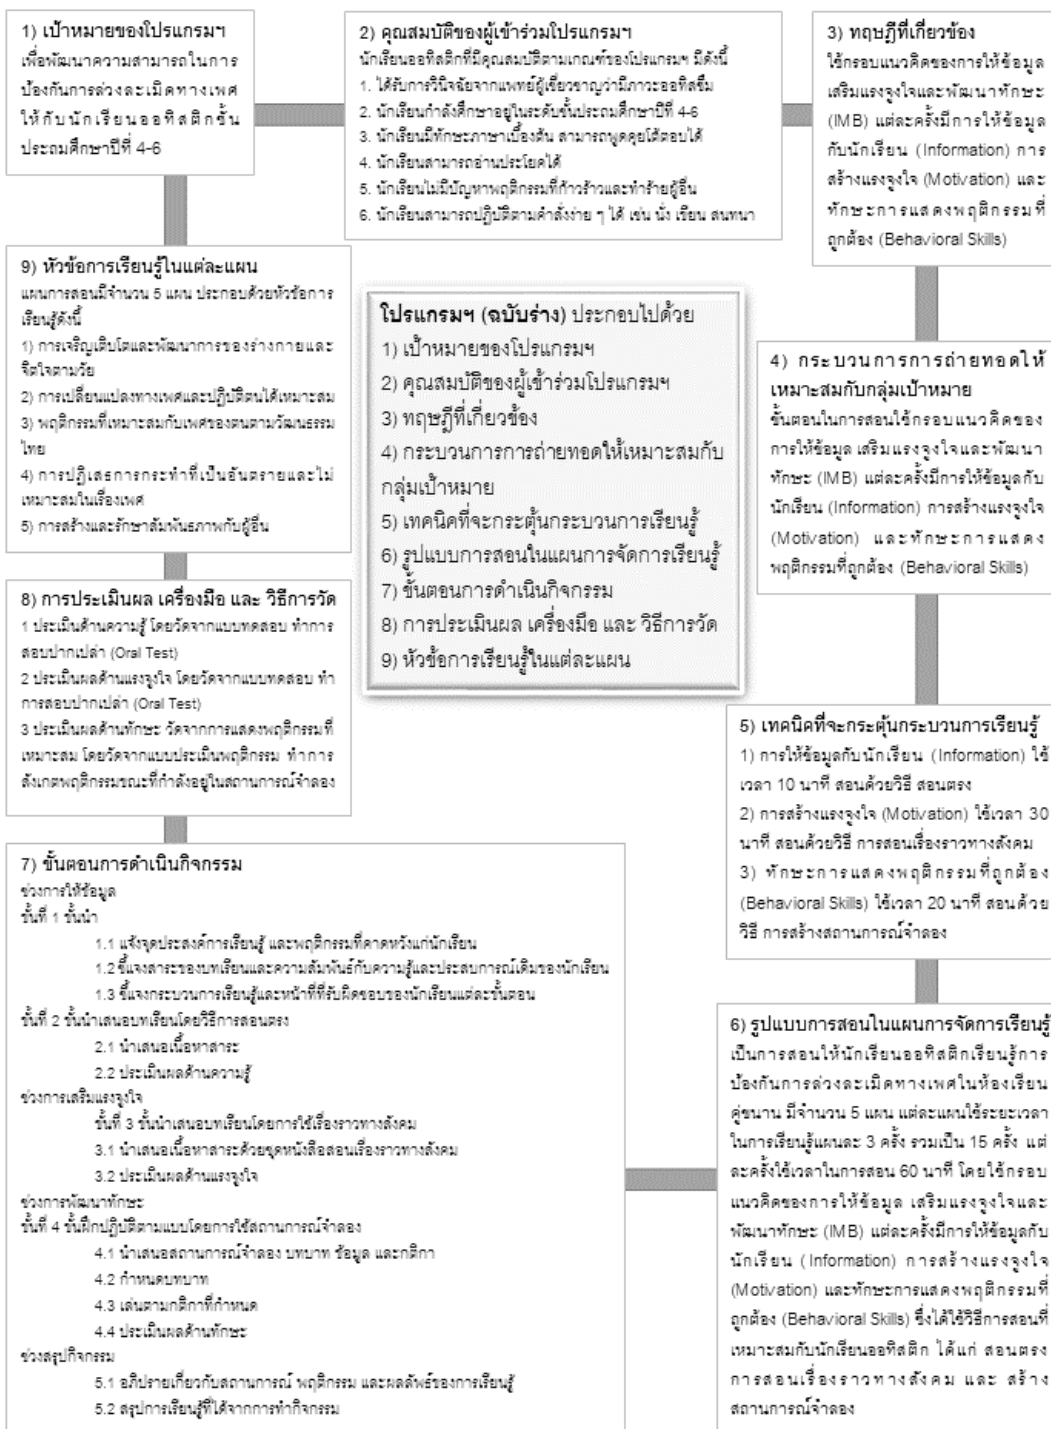 1) เป้าหมายของโปรแกรมฯ
เพื่อพัฒนาความสามารถในการ
ป้องกันการล่วงละเมิดทางเพศ
ให้กับนักเรียนออทิสติกชั้น
ประถมศึกษาปีที่ 4-6
2) คุณสมบัติของผู้เข้าร่วมโปรแกรมฯ
นักเรียนออทิสติกที่มีคุณสมบัติตามเกณฑ์ของโปรแกรมฯ มีดังนี้
1. ได้รับการวินิจฉัยจากแพทย์ผู้เชี่ยวชาญว่ามีภาวะออทิสซึม
2. นักเรียนกำลังศึกษาอยู่ในระดับชั้นประถมศึกษาปีที่ 4-6
3. นักเรียนมีทักษะภาษาเบื้องต้น สามารถพูดคุยโต้ตอบได้
4. นักเรียนสามารถอ่านประโยคได้
5. นักเรียนไม่มีปัญหาพฤติกรรมที่ก้าวร้าวและทำร้ายผู้อื่น
6. นักเรียนสามารถปฏิบัติตามคำสั่งง่าย ๆ ได้ เช่น นั่ง เขียน สนทนา
3) ทฤษฎีที่เกี่ยวข้อง
ใช้กรอบแนวคิดของการให้ข้อมูล
เสริมแรงจูงใจและพัฒนาทักษะ
(IMB) แต่ละครั้งมีการให้ข้อมูล
กับนักเรียน (Information) การ
สร้างแรงจูงใจ (Motivation) และ
ทักษะการแสดงพฤติกรรมที่
ถูกต้อง (Behavioral Skills)
9) หัวข้อการเรียนรู้ในแต่ละแผน
แผนการสอนมีจำนวน 5 แผน ประกอบด้วยหัวข้อการ
เรียนรู้ดังนี้
1) การเจริญเติบโตและพัฒนาการของร่างกายและ
จิตใจตามวัย
2) การเปลี่ยนแปลงทางเพศและปฏิบัติตนได้เหมาะสม
3) พฤติกรรมที่เหมาะสมกับเพศของตนตามวัฒนธรรม
ไทย
4) การปฏิเสธการกระทำที่เป็นอันตรายและไม่
เหมาะสมในเรื่องเพศ
5) การสร้างและรักษาสัมพันธภาพกับผู้อื่น
โปรแกรมฯ (ฉบับร่าง) ประกอบไปด้วย
1) เป้าหมายของโปรแกรมฯ
2) คุณสมบัติของผู้เข้าร่วมโปรแกรมฯ
3) ทฤษฎีที่เกี่ยวข้อง
4) กระบวนการการถ่ายทอดให้เหมาะสมกับ
กลุ่มเป้าหมาย
5) เทคนิคที่จะกระตุ้นกระบวนการเรียนรู้
6) รูปแบบการสอนในแผนการจัดการเรียนรู้
7) ขั้นตอนการดำเนินกิจกรรม
8) การประเมินผล เครื่องมือ และ วิธีการวัด
9) หัวข้อการเรียนรู้ในแต่ละแผน
4) กระบวนการการถ่ายทอดให้
เหมาะสมกับกลุ่มเป้าหมาย
ขั้นตอนในการสอนใช้กรอบแนวคิดของ
การให้ข้อมูล เสริมแรงจูงใจและพัฒนา
ทักษะ (IMB) แต่ละครั้งมีการให้ข้อมูลกับ
นักเรียน (Information) การสร้างแรงจูงใจ
(Motivation) และทักษะการแสดง
พฤติกรรมที่ถูกต้อง (Behavioral Skills)
8) การประเมินผล เครื่องมือ และ วิธีการวัด
1 ประเมินด้านความรู้ โดยวัดจากแบบทดสอบ ทำการ
สอบปากเปล่า (Oral Test)
2 ประเมินผลด้านแรงจูงใจ โดยวัดจากแบบทดสอบ ทำ
การสอบปากเปล่า (Oral Test)
3 ประเมินผลด้านทักษะ วัดจากการแสดงพฤติกรรมที่
เหมาะสม โดยวัดจากแบบประเมินพฤติกรรม ทำการ
สังเกตพฤติกรรมขณะที่กำลังอยู่ในสถานการณ์จำลอง
5) เทคนิคที่จะกระตุ้นกระบวนการเรียนรู้
1) การให้ข้อมูลกับนักเรียน (Information) ใช้
เวลา 10 นาที สอนด้วยวิธี สอนตรง
2) การสร้างแรงจูงใจ (Motivation) ใช้เวลา 30
นาที สอนด้วยวิธี การสอนเรื่องราวทางสังคม
3) ทักษะการแสดงพฤติกรรมที่ถูกต้อง
(Behavioral Skills) ใช้เวลา 20 นาที สอนด้วย
วิธี การสร้างสถานการณ์จำลอง
7) ขั้นตอนการดำเนินกิจกรรม
ช่วงการให้ข้อมูล
ขั้นที่ 1 ขั้นนำ
1.1 แจ้งจุดประสงค์การเรียนรู้ และพฤติกรรมที่คาดหวังแก่นักเรียน
1.2 ชี้แจงสาระของบทเรียนและความสัมพันธ์กับความรู้และประสบการณ์เดิมของนักเรียน
1.3 ชี้แจงกระบวนการเรียนรู้และหน้าที่ที่รับผิดชอบของนักเรียนแต่ละขั้นตอน
ขั้นที่ 2 ขั้นนำเสนอบทเรียนโดยวิธีการสอนตรง
2.1 นำเสนอเนื้อหาสาระ
2.2 ประเมินผลด้านความรู้
ช่วงการเสริมแรงจูงใจ
ขั้นที่ 3 ขั้นนำเสนอบทเรียนโดยการใช้เรื่องราวทางสังคม
3.1 นำเสนอเนื้อหาสาระด้วยชุดหนังสือสอนเรื่องราวทางสังคม
3.2 ประเมินผลด้านแรงจูงใจ
ช่วงการพัฒนาทักษะ
ขั้นที่ 4 ขั้นฝึกปฏิบัติตามแบบโดยการใช้สถานการณ์จำลอง
4.1 นำเสนอสถานการณ์จำลอง บทบาท ข้อมูล และกติกา
4.2 กำหนดบทบาท
4.3 เล่นตามกติกาที่กำหนด
4.4 ประเมินผลด้านทักษะ
ช่วงสรุปกิจกรรม
5.1 อภิปรายเกี่ยวกับสถานการณ์ พฤติกรรม และผลลัพธ์ของการเรียนรู้
5.2 สรุปการเรียนรู้ที่ได้จากการทำกิจกรรม
6) รูปแบบการสอนในแผนการจัดการเรียนรู้
เป็นการสอนให้นักเรียนออทิสติกเรียนรู้การ
ป้องกันการล่วงละเมิดทางเพศในห้องเรียน
คู่ขนาน มีจำนวน 5 แผน แต่ละแผนใช้ระยะเวลา
ในการเรียนรู้แผนละ 3 ครั้ง รวมเป็น 15 ครั้ง แต่
ละครั้งใช้เวลาในการสอน 60 นาที โดยใช้กรอบ
แนวคิดของการให้ข้อมูล เสริมแรงจูงใจและ
พัฒนาทักษะ (IMB) แต่ละครั้งมีการให้ข้อมูลกับ
นักเรียน (Information) การสร้างแรงจูงใจ
(Motivation) และทักษะการแสดงพฤติกรรมที่
ถูกต้อง (Behavioral Skills) ซึ่งได้ใช้วิธีการสอนที่
เหมาะสมกับนักเรียนออทิสติก ได้แก่ สอนตรง
การสอนเรื่องราวทางสังคม และ สร้าง
สถานการณ์จำลอง